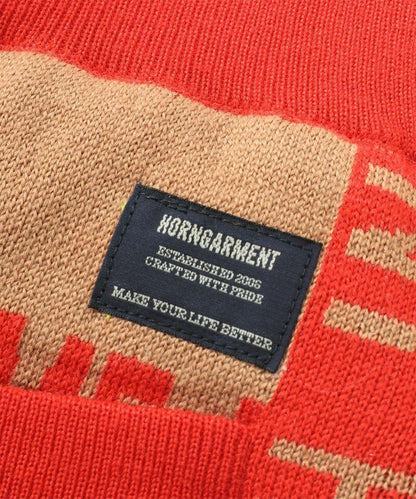 HORNGARMENT
ESTABLISHED 2006
CRAFTED WITH PRIDE
MAKE YOUR LIFE BETTER